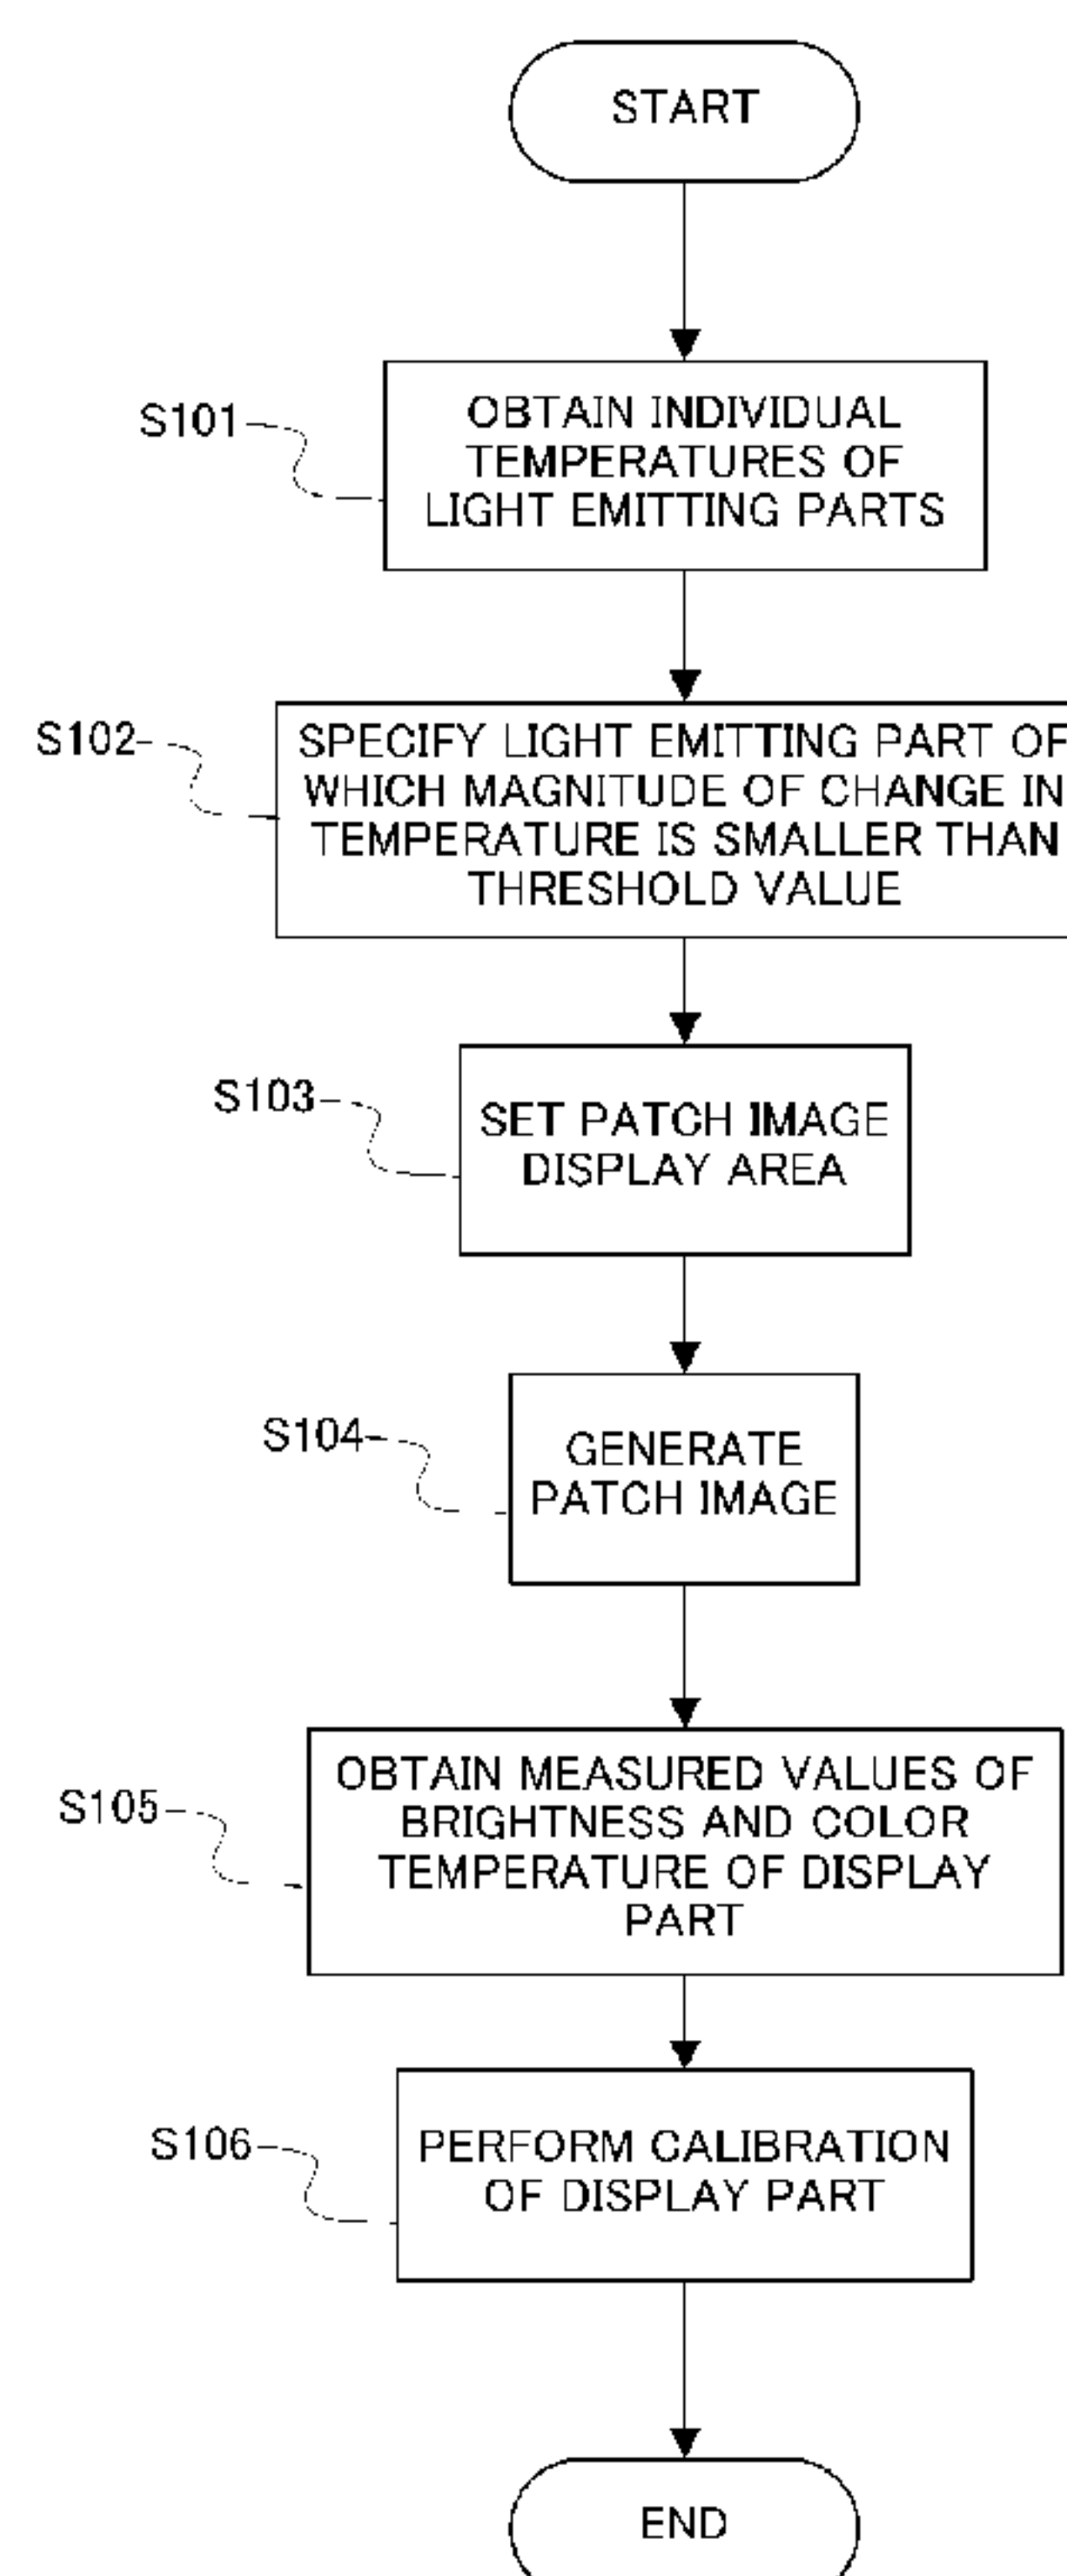 START
S101
OBTAIN INDIVIDUAL
TEMPERATURES OF
LIGHT EMITTING PARTS
S102
SPECIFY LIGHT EMITTING PART OF
WHICH MAGNITUDE OF CHANGE IN
TEMPERATURE IS SMALLER THAN
THRESHOLD VALUE
S103
SET PATCH IMAGE
DISPLAY AREA
S104
GENERATE
PATCH IMAGE
S105
OBTAIN MEASURED VALUES OF
BRIGHTNESS AND COLOR
TEMPERATURE OF DISPLAY
PART
S106
PERFORM CALIBRATION
OF DISPLAY PART
END